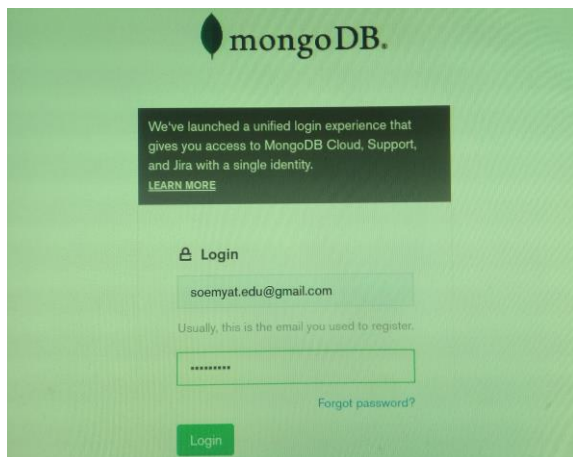 mongoDB.
We've launched a unified login experience that
gives you access to MongoDB Cloud, Support,
and Jira with a single identity.
LEARN MORE
Login
soemyat.edu@gmail.com
Usually, this is the email you used to register.
•••••••••
Forgot password?
Login